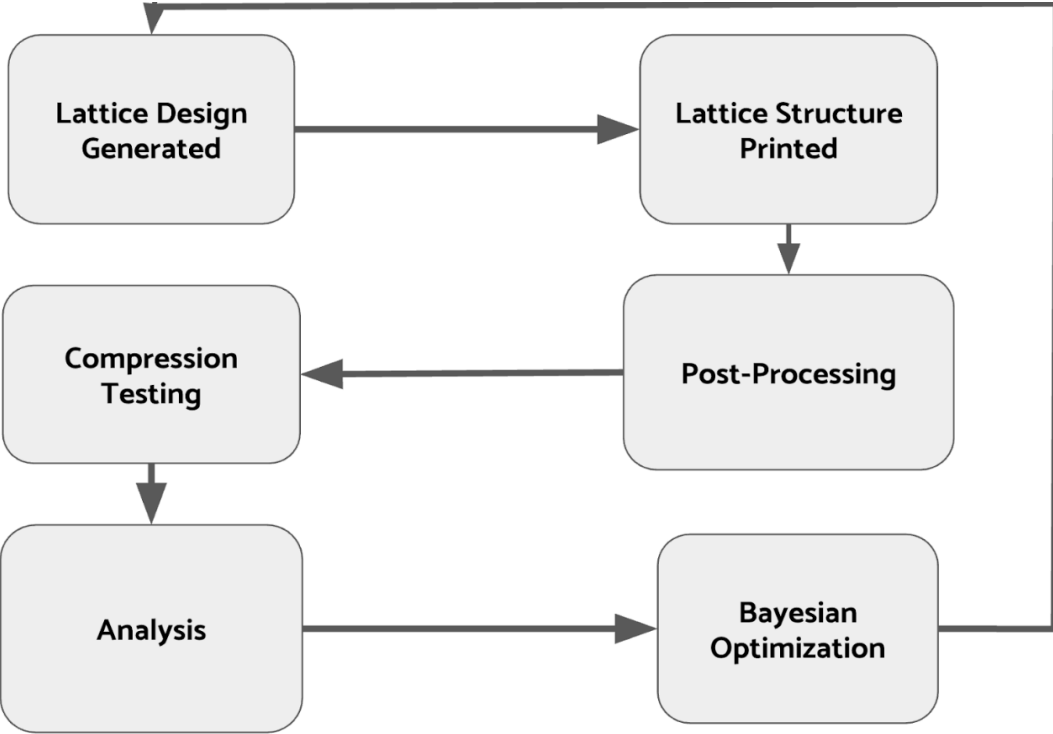 Lattice Design
Generated
Lattice Structure
Printed
Compression
Testing
Post-Processing
Analysis
Bayesian
Optimization